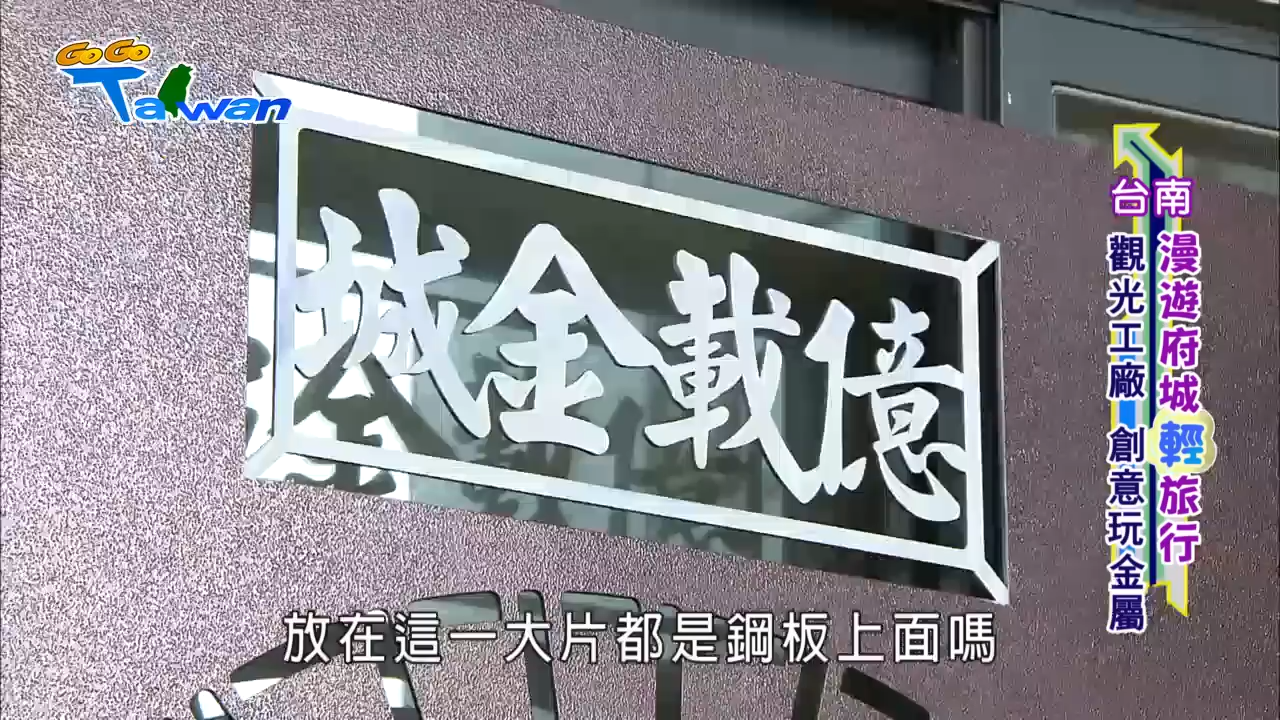 GoGo
Taiwan
億載金城
台南 漫遊府城輕旅行
觀光工廠 創意玩金屬
放在這一大片都是鋼板上面嗎